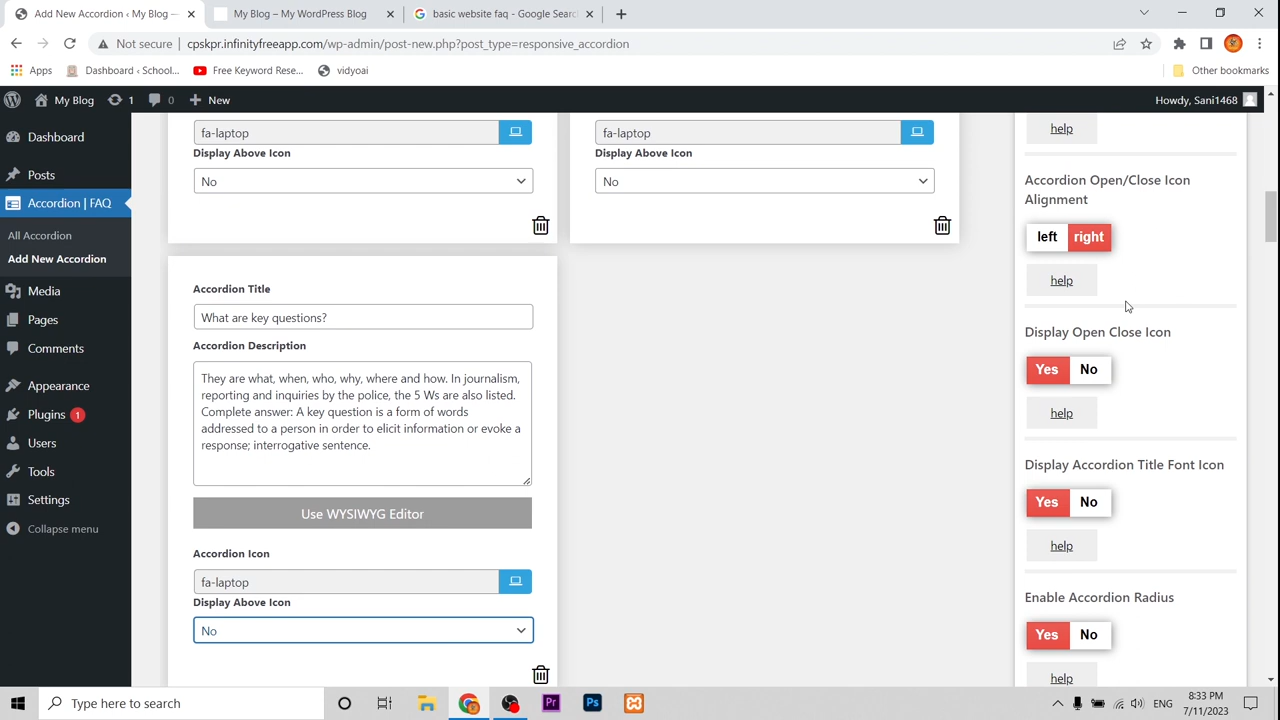 Add New Accordion ‹ My Blog —
My Blog – My WordPress Blog
basic website faq - Google Searc
Not secure
cpskpr.infinityfreeapp.com/wp-admin/post-new.php?post_type=responsive_accordion
Apps
Dashboard ‹ School...
Free Keyword Rese...
vidyoai
Other bookmarks
My Blog
1
0
New
Howdy, Sani1468
Dashboard
Posts
Accordion | FAQ
All Accordion
Add New Accordion
Media
Pages
Comments
Appearance
Plugins 1
Users
Tools
Settings
Collapse menu
fa-laptop
Display Above Icon
No
fa-laptop
Display Above Icon
No
Accordion Title
What are key questions?
Accordion Description
They are what, when, who, why, where and how. In journalism,
reporting and inquiries by the police, the 5 Ws are also listed.
Complete answer: A key question is a form of words
addressed to a person in order to elicit information or evoke a
response; interrogative sentence.
Use WYSIWYG Editor
Accordion Icon
fa-laptop
Display Above Icon
No
help
Accordion Open/Close Icon
Alignment
left right
help
Display Open Close Icon
Yes No
help
Display Accordion Title Font Icon
Yes No
help
Enable Accordion Radius
Yes No
help
Type here to search
Pr
Ps
ENG
8:33 PM
7/11/2023